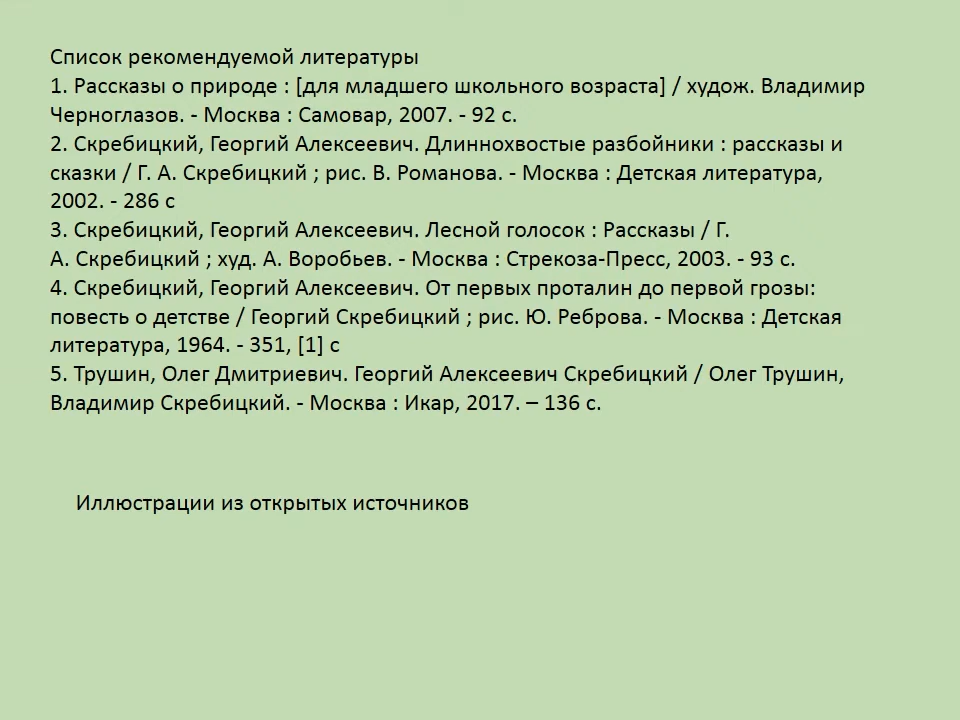 Список рекомендуемой литературы
1. Рассказы о природе : [для младшего школьного возраста] / худож. Владимир
Черноглазов. - Москва : Самовар, 2007. - 92 с.
2. Скребицкий, Георгий Алексеевич. Длиннохвостые разбойники : рассказы и
сказки / Г. А. Скребицкий ; рис. В. Романова. - Москва : Детская литература,
2002. - 286 с
3. Скребицкий, Георгий Алексеевич. Лесной голосок : Рассказы / Г.
А. Скребицкий ; худ. А. Воробьев. - Москва : Стрекоза-Пресс, 2003. - 93 с.
4. Скребицкий, Георгий Алексеевич. От первых проталин до первой грозы:
повесть о детстве / Георгий Скребицкий ; рис. Ю. Реброва. - Москва : Детская
литература, 1964. - 351, [1] с
5. Трушин, Олег Дмитриевич. Георгий Алексеевич Скребицкий / Олег Трушин,
Владимир Скребицкий. - Москва : Икар, 2017. – 136 с.
Иллюстрации из открытых источников